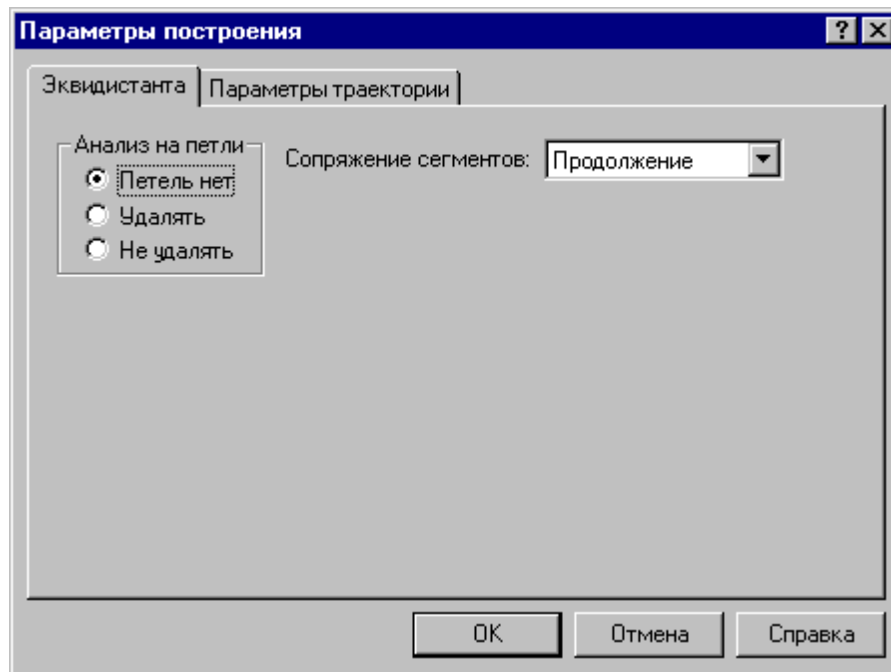 Параметры построения
Эквидистанта
Параметры траектории
Анализ на петли
Петель нет
Удалять
Не удалять
Сопряжение сегментов:
Продолжение
OK
Отмена
Справка